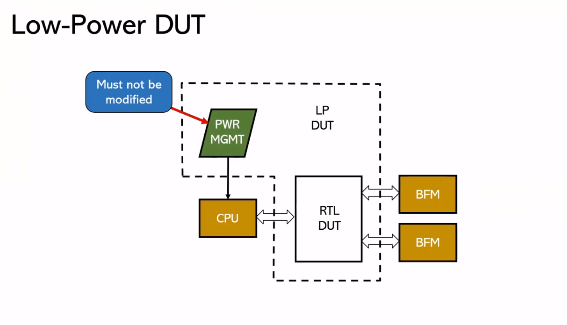 Low-Power DUT
Must not be
modified
PWR
MGMT
LP
DUT
CPU
RTL
DUT
BFM
BFM